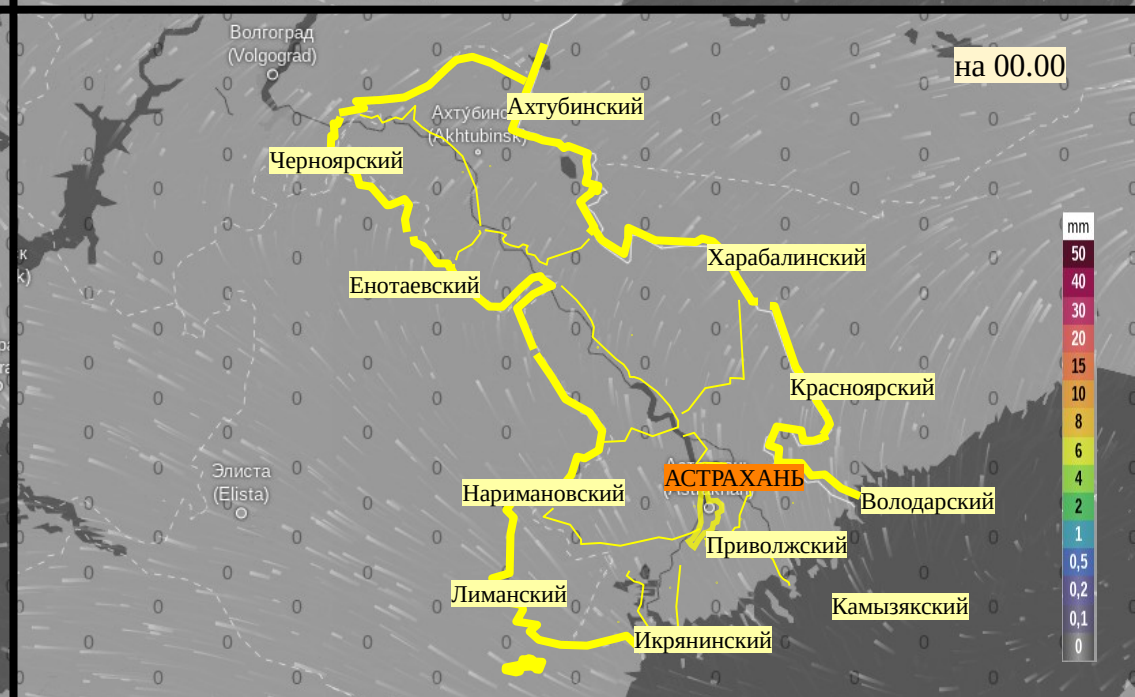 Волгоград
(Volgograd)
на 00.00
Ахтубинский
(Akhtubinsk)
Черноярский
mm
50
40
30
20
15
10
8
6
4
2
1
0,5
0,2
0,1
0
Харабалинский
Енотаевский
Красноярский
Элиста
(Elista)
АСТРАХАНЬ
Наримановский
Володарский
Приволжский
Лиманский
Камызякский
Икрянинский